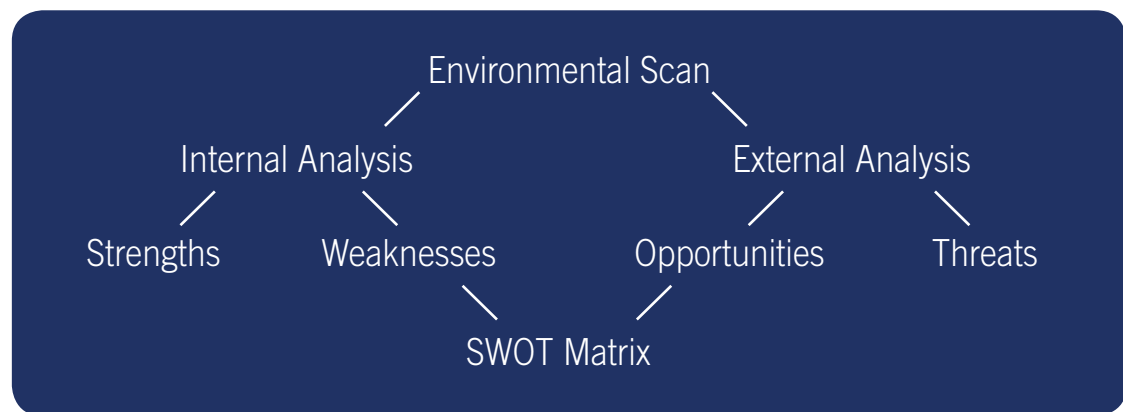 Environmental Scan
Internal Analysis External Analysis
Strengths Weaknesses Opportunities Threats
SWOT Matrix